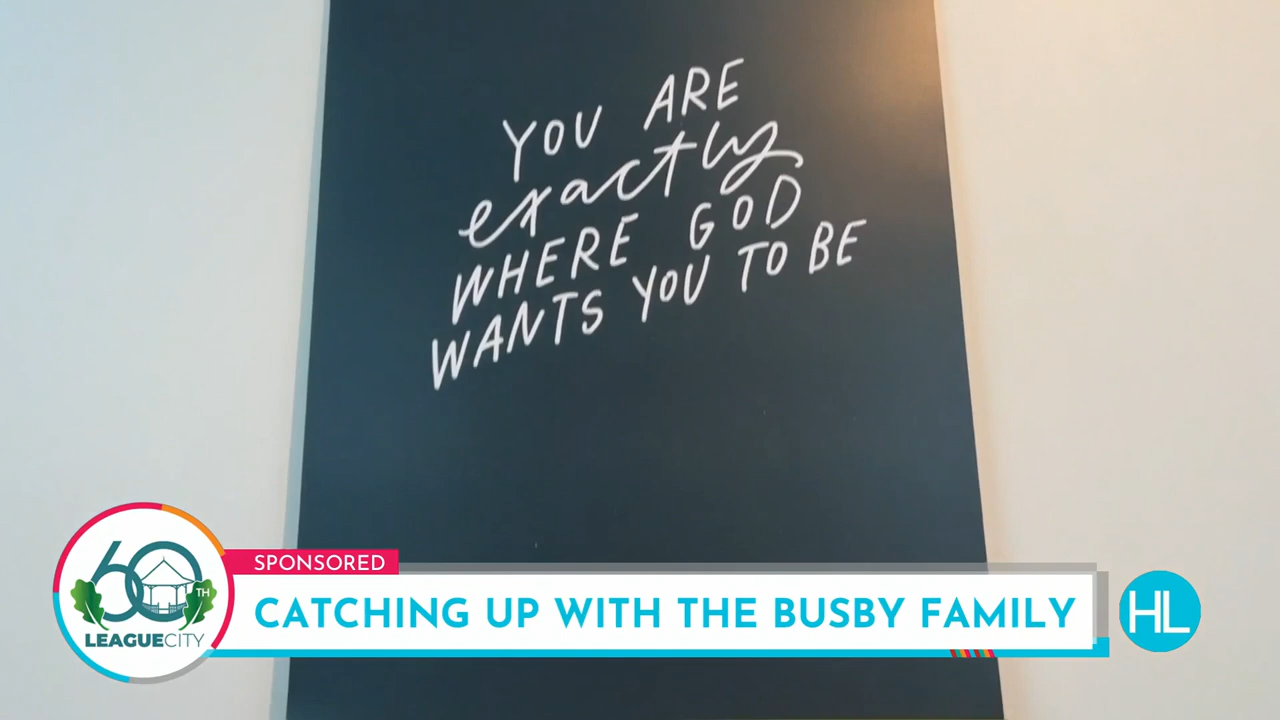 YOU ARE
exactly
WHERE GOD
WANTS YOU TO BE
60TH
LEAGUECITY
SPONSORED
CATCHING UP WITH THE BUSBY FAMILY
HL